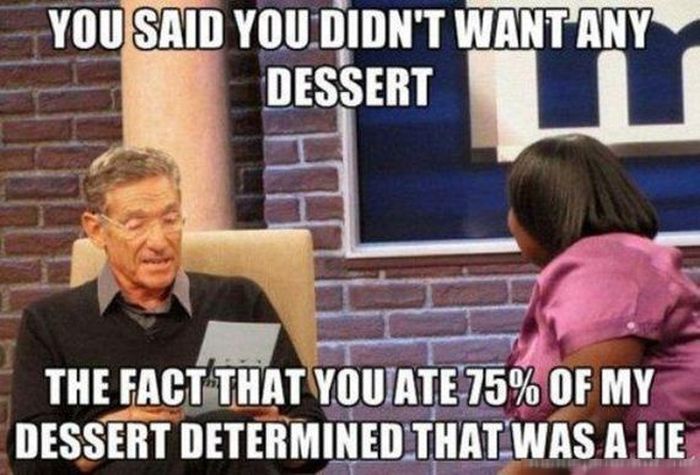 YOU SAID YOU DIDN'T WANT ANY
DESSERT
THE FACT THAT YOU ATE 75% OF MY
DESSERT DETERMINED THAT WAS A LIE